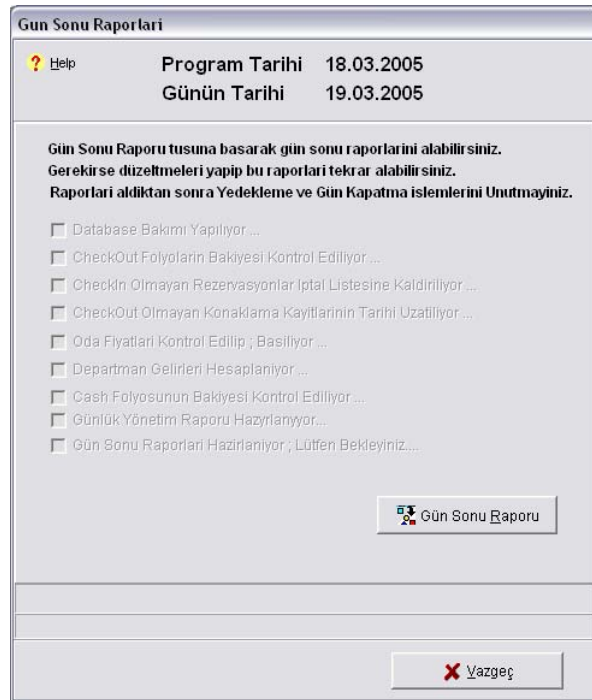 Gun Sonu Raporlari
? Help
Program Tarihi 18.03.2005
Günün Tarihi 19.03.2005
Gün Sonu Raporu tusuna basarak gün sonu raporlarini alabilirsiniz.
Gerekirse düzeltmeleri yapip bu raporlari tekrar alabilirsiniz.
Raporlari aldiktan sonra Yedekleme ve Gün Kapatma islemlerini Unutmayiniz.
Database Bakımı Yapılıyor ...
CheckOut Folyolarin Bakiyesi Kontrol Ediliyor ...
CheckIn Olmayan Rezervasyonlar Iptal Listesine Kaldiriliyor ...
CheckOut Olmayan Konaklama Kayitlarinin Tarihi Uzatiliyor ...
Oda Fiyatlari Kontrol Edilip ; Basiliyor ...
Departman Gelirleri Hesaplaniyor ...
Cash Folyosunun Bakiyesi Kontrol Ediliyor ...
Günlük Yönetim Raporu Hazyrlanyyor...
Gün Sonu Raporlari Hazirlaniyor ; Lütfen Bekleyiniz....
Gün Sonu Raporu
Vazgeç